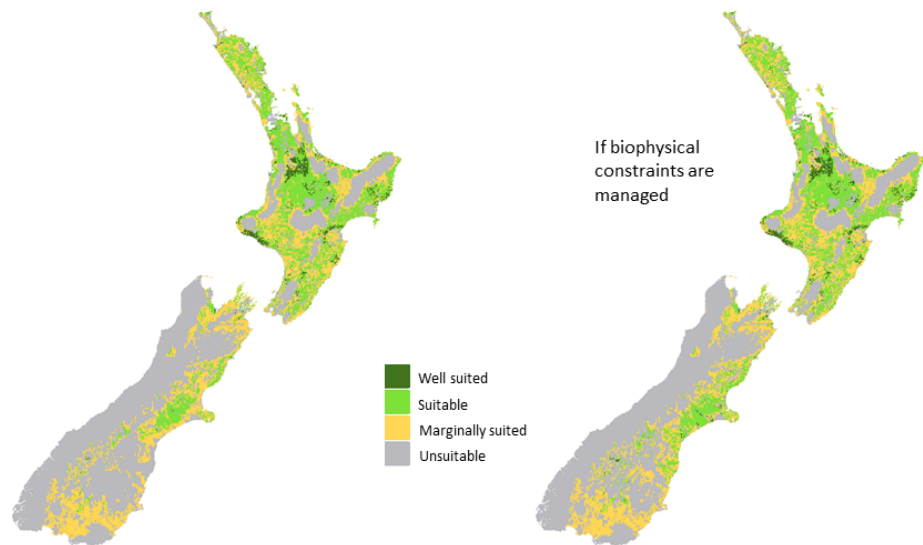 If biophysical
constraints are
managed
Well suited
Suitable
Marginally suited
Unsuitable